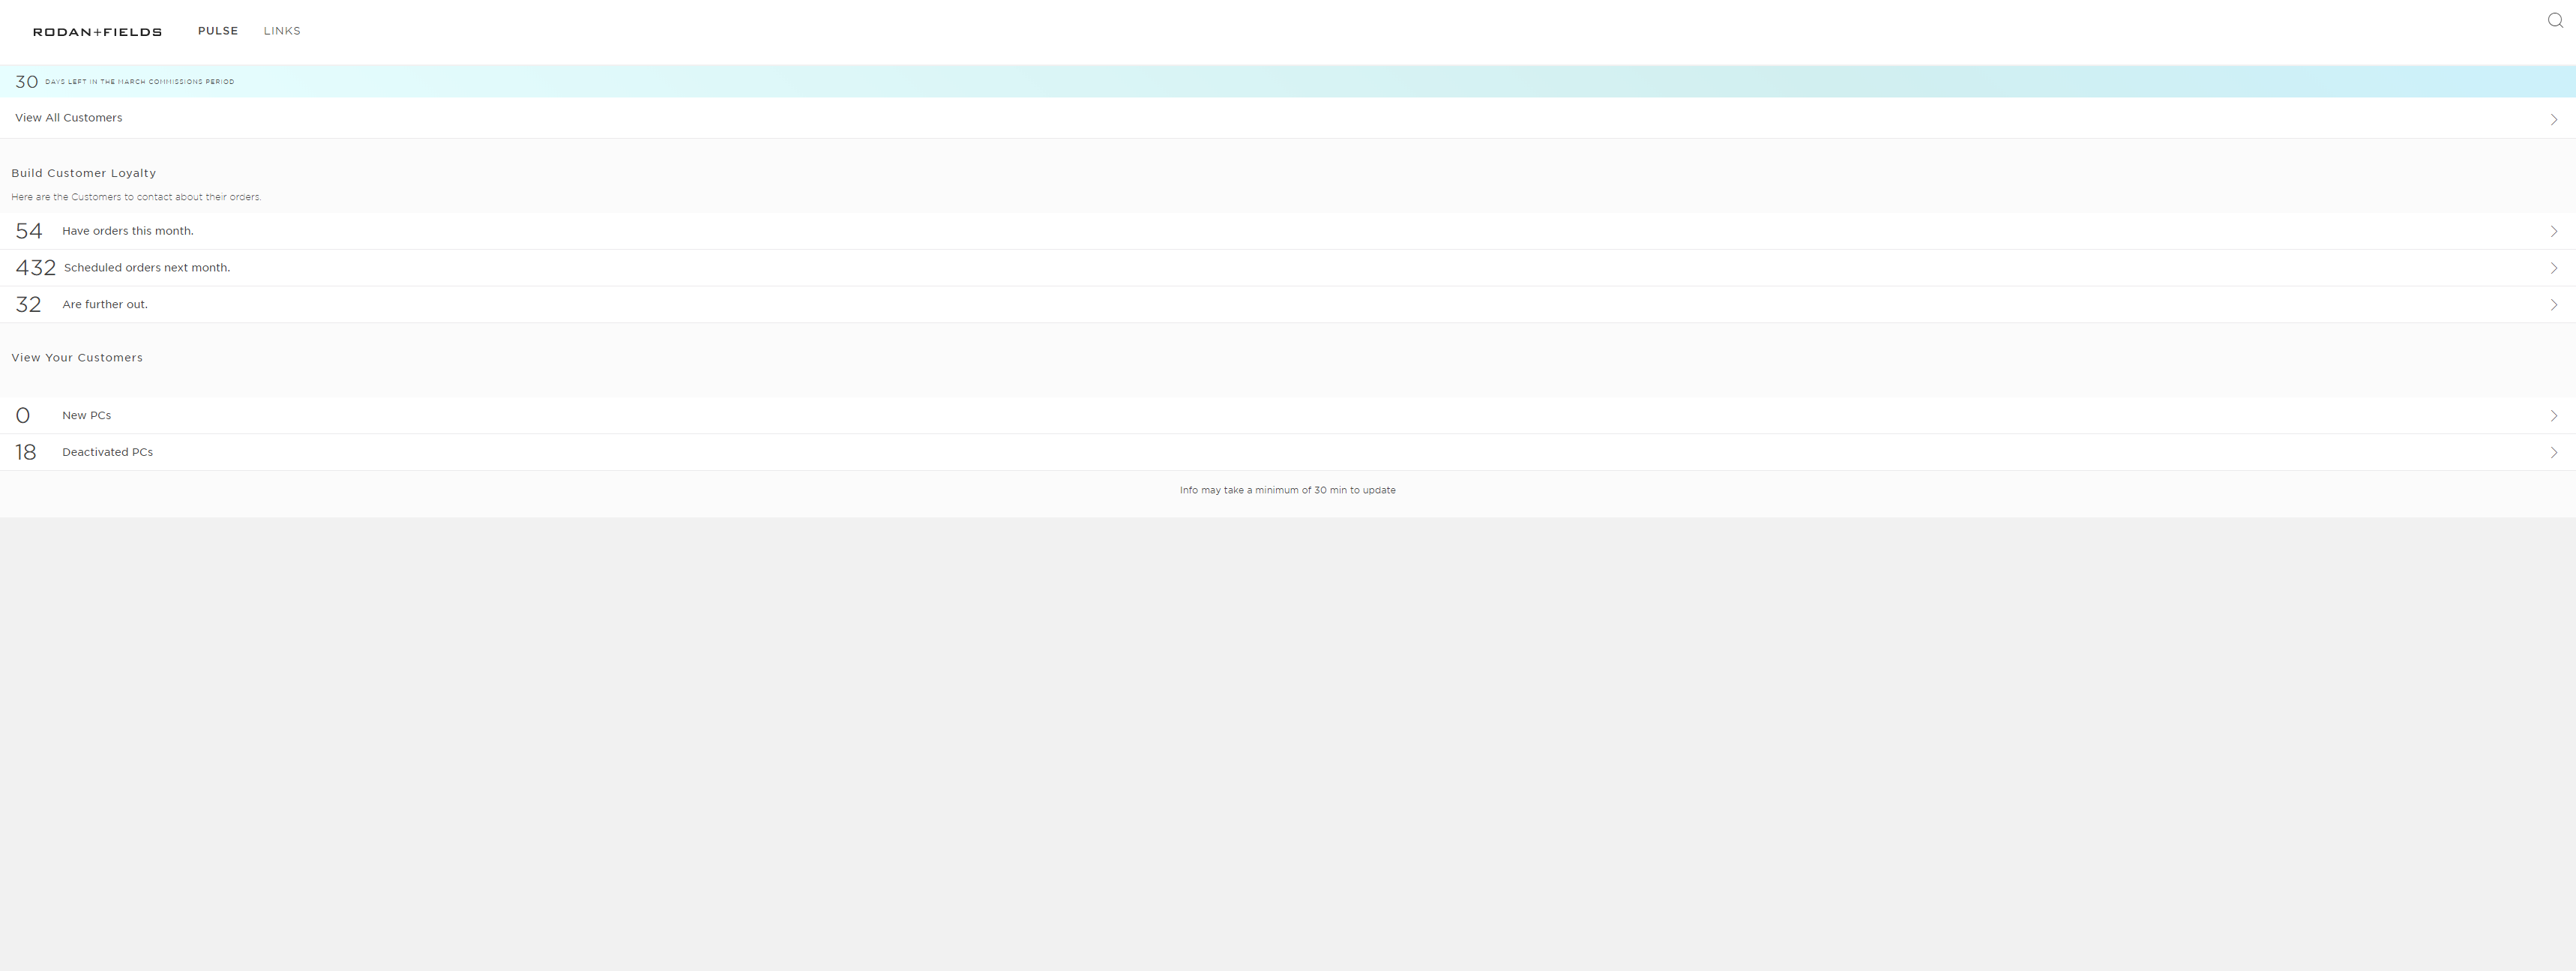 RODAN+FIELDS PULSE LINKS
30 DAYS LEFT IN THE MARCH COMMISSIONS PERIOD
View All Customers
Build Customer Loyalty
Here are the Customers to contact about their orders.
54 Have orders this month.
432 Scheduled orders next month.
32 Are further out.
View Your Customers
0 New PCs
18 Deactivated PCs
Info may take a minimum of 30 min to update